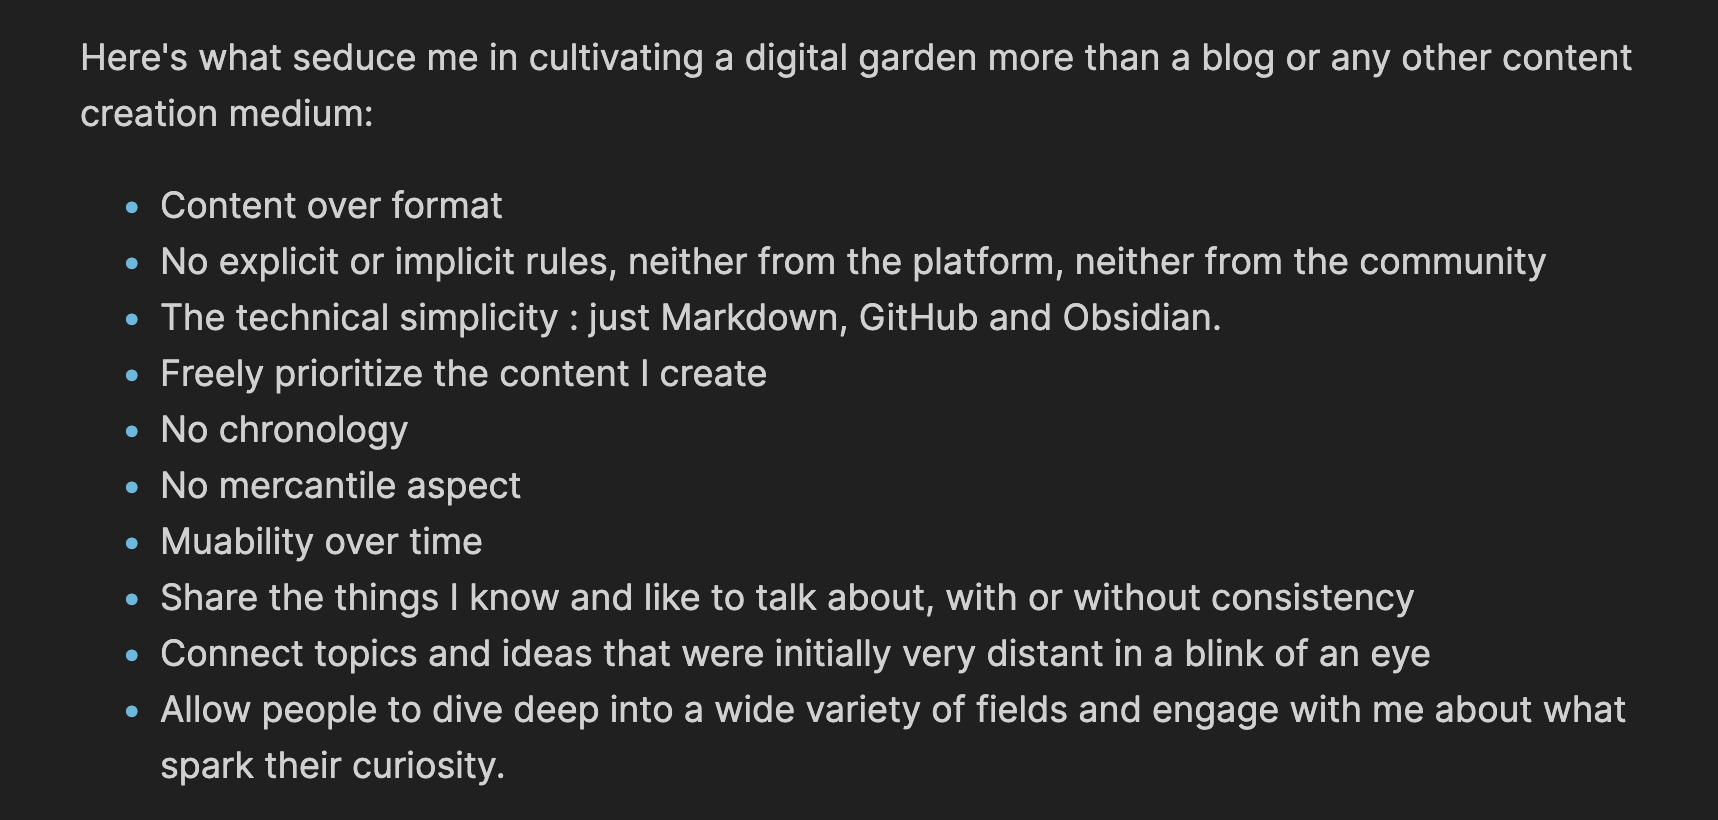 Here's what seduce me in cultivating a digital garden more than a blog or any other content
creation medium:
• Content over format
• No explicit or implicit rules, neither from the platform, neither from the community
• The technical simplicity : just Markdown, GitHub and Obsidian.
• Freely prioritize the content I create
• No chronology
• No mercantile aspect
• Muability over time
• Share the things I know and like to talk about, with or without consistency
• Connect topics and ideas that were initially very distant in a blink of an eye
• Allow people to dive deep into a wide variety of fields and engage with me about what
spark their curiosity.